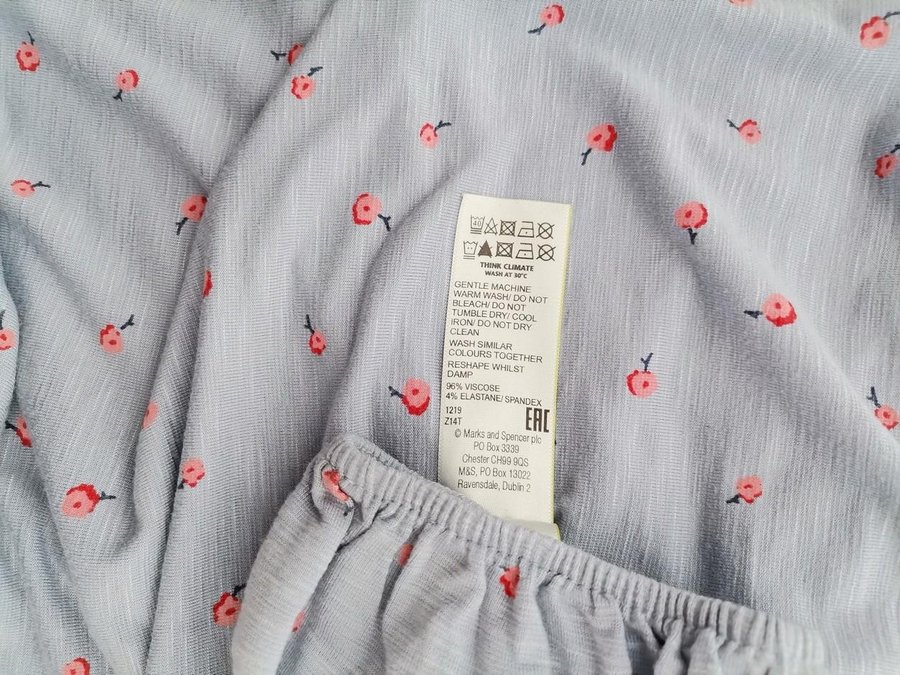 40
THINK CLIMATE
WASH AT 30°C
GENTLE MACHINE
WARM WASH/ DO NOT
BLEACH/ DO NOT
TUMBLE DRY/ COOL
IRON/ DO NOT DRY
CLEAN
WASH SIMILAR
COLOURS TOGETHER
RESHAPE WHILST
DAMP
96% VISCOSE
4% ELASTANE/ SPANDEX
1219
Z14T
EAC
© Marks and Spencer plc
PO Box 3339
Chester CH99 9QS
M&S, PO Box 13022
Ravensdale, Dublin 2